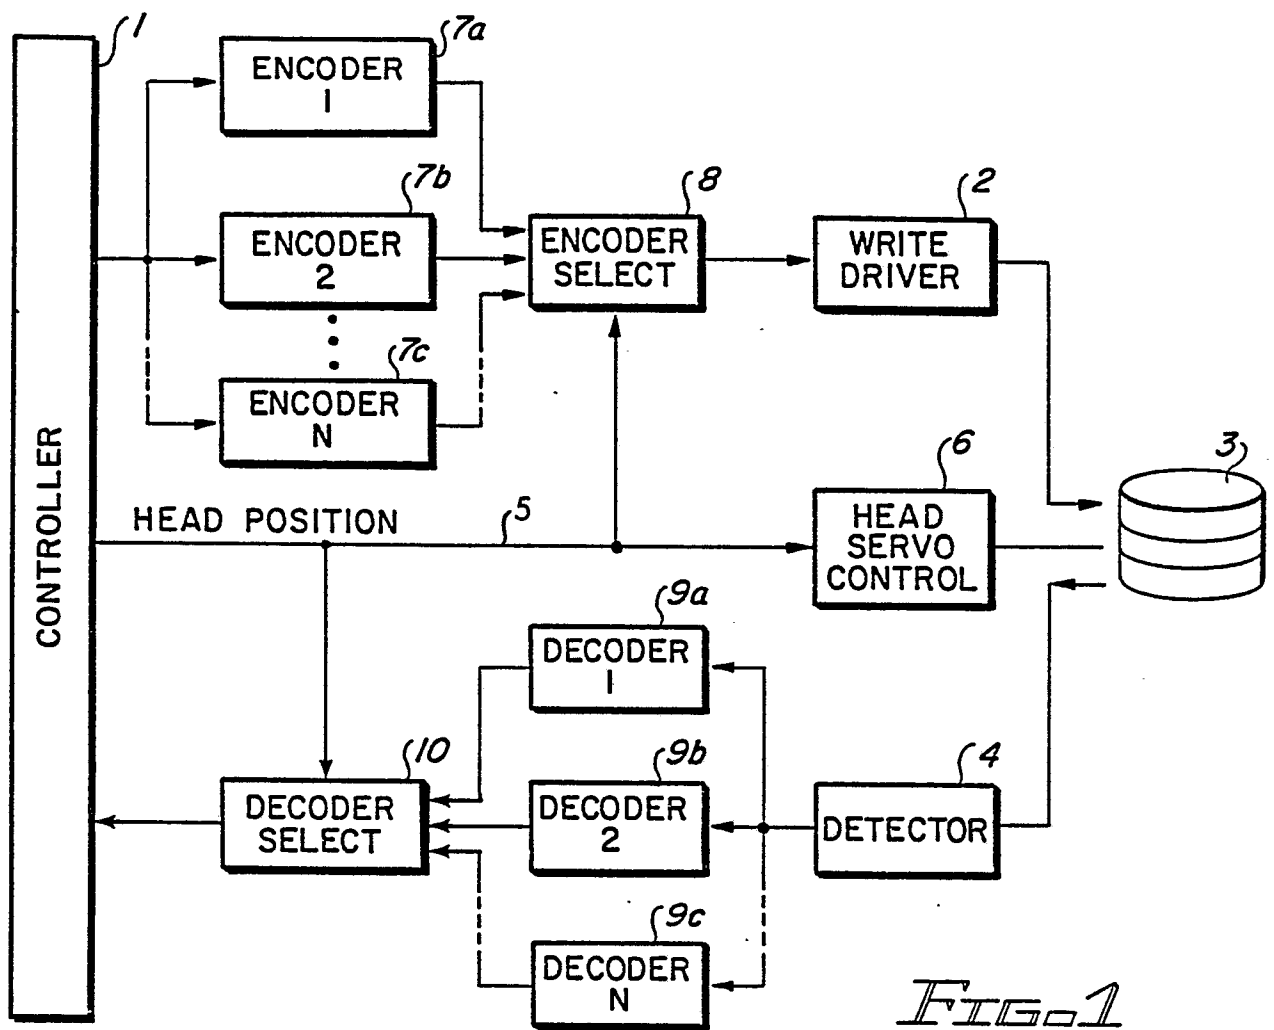 1
7a
ENCODER
1
7b
ENCODER
2
7c
ENCODER
N
8
ENCODER
SELECT
2
WRITE
DRIVER
CONTROLLER
HEAD POSITION
5
6
HEAD
SERVO
CONTROL
3
9a
DECODER
1
10
DECODER
SELECT
9b
DECODER
2
4
DETECTOR
9c
DECODER
N
FIG.1